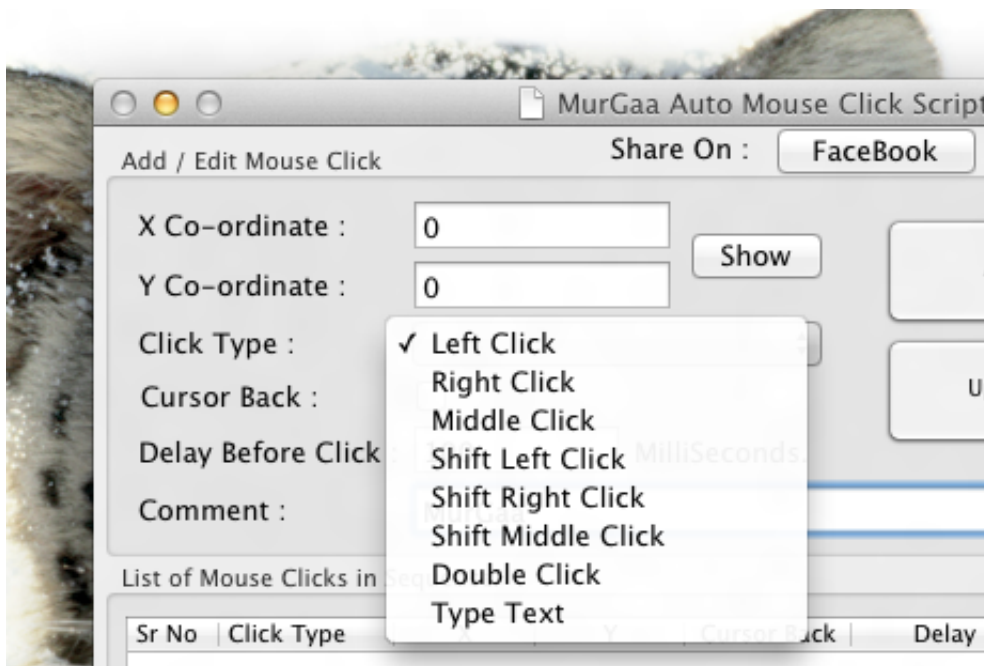 MurGaa Auto Mouse Click Script
Add / Edit Mouse Click
Share On :
FaceBook
X Co-ordinate :
0
Show
Y Co-ordinate :
0
Click Type :
✓ Left Click
Right Click
Cursor Back :
Middle Click
Delay Before Click :
MilliSeconds.
Shift Left Click
Shift Right Click
Comment :
MurGaa
Shift Middle Click
List of Mouse Clicks in
Double Click
Type Text
Sr No
Click Type
X
Y
Cursor Back
Delay